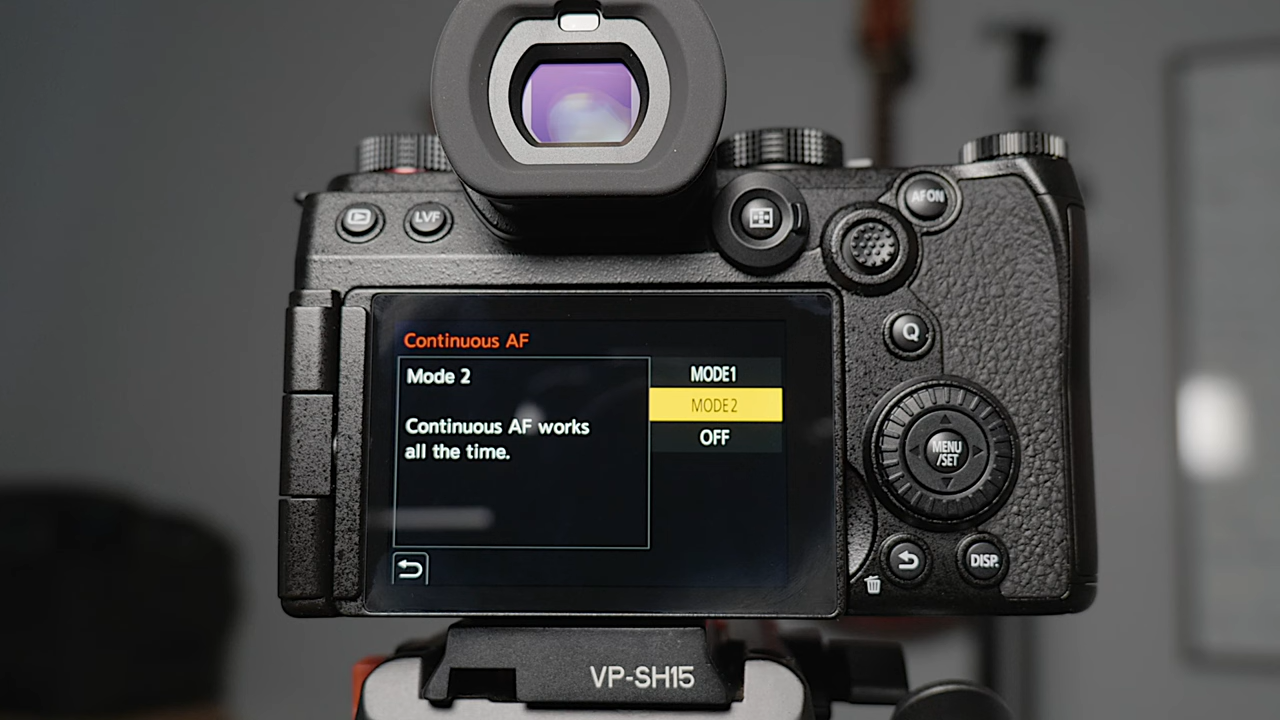 LVF
AF ON
Q
Continuous AF
Mode 2
Continuous AF works
all the time.
MODE1
MODE2
OFF
MENU
/SET
DISP.
VP-SH15